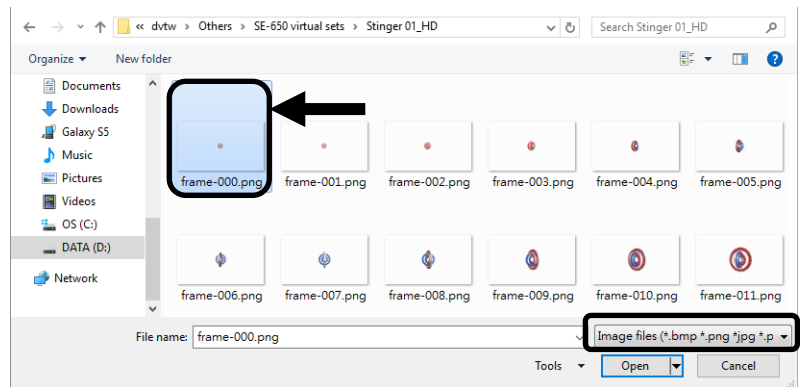 « dvtw > Others > SE-650 virtual sets > Stinger 01_HD
Search Stinger 01_HD
Organize
New folder
?
Documents
Downloads
Galaxy S5
Music
Pictures
Videos
OS (C:)
DATA (D:)
Network
frame-000.png frame-001.png frame-002.png frame-003.png frame-004.png frame-005.png
frame-006.png frame-007.png frame-008.png frame-009.png frame-010.png frame-011.png
File name: frame-000.png
Image files (*.bmp *.png *jpg *.p
Tools
Open
Cancel